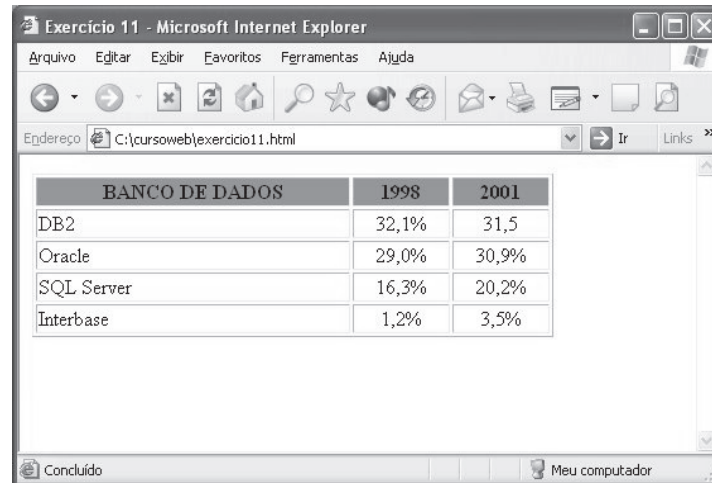 Exercício 11 - Microsoft Internet Explorer
Arquivo Editar Exibir Favoritos Ferramentas Ajuda
Endereço C:\cursoweb\exercicio11.html Ir Links »
BANCO DE DADOS 1998 2001
DB2 32,1% 31,5
Oracle 29,0% 30,9%
SQL Server 16,3% 20,2%
Interbase 1,2% 3,5%
Concluído Meu computador